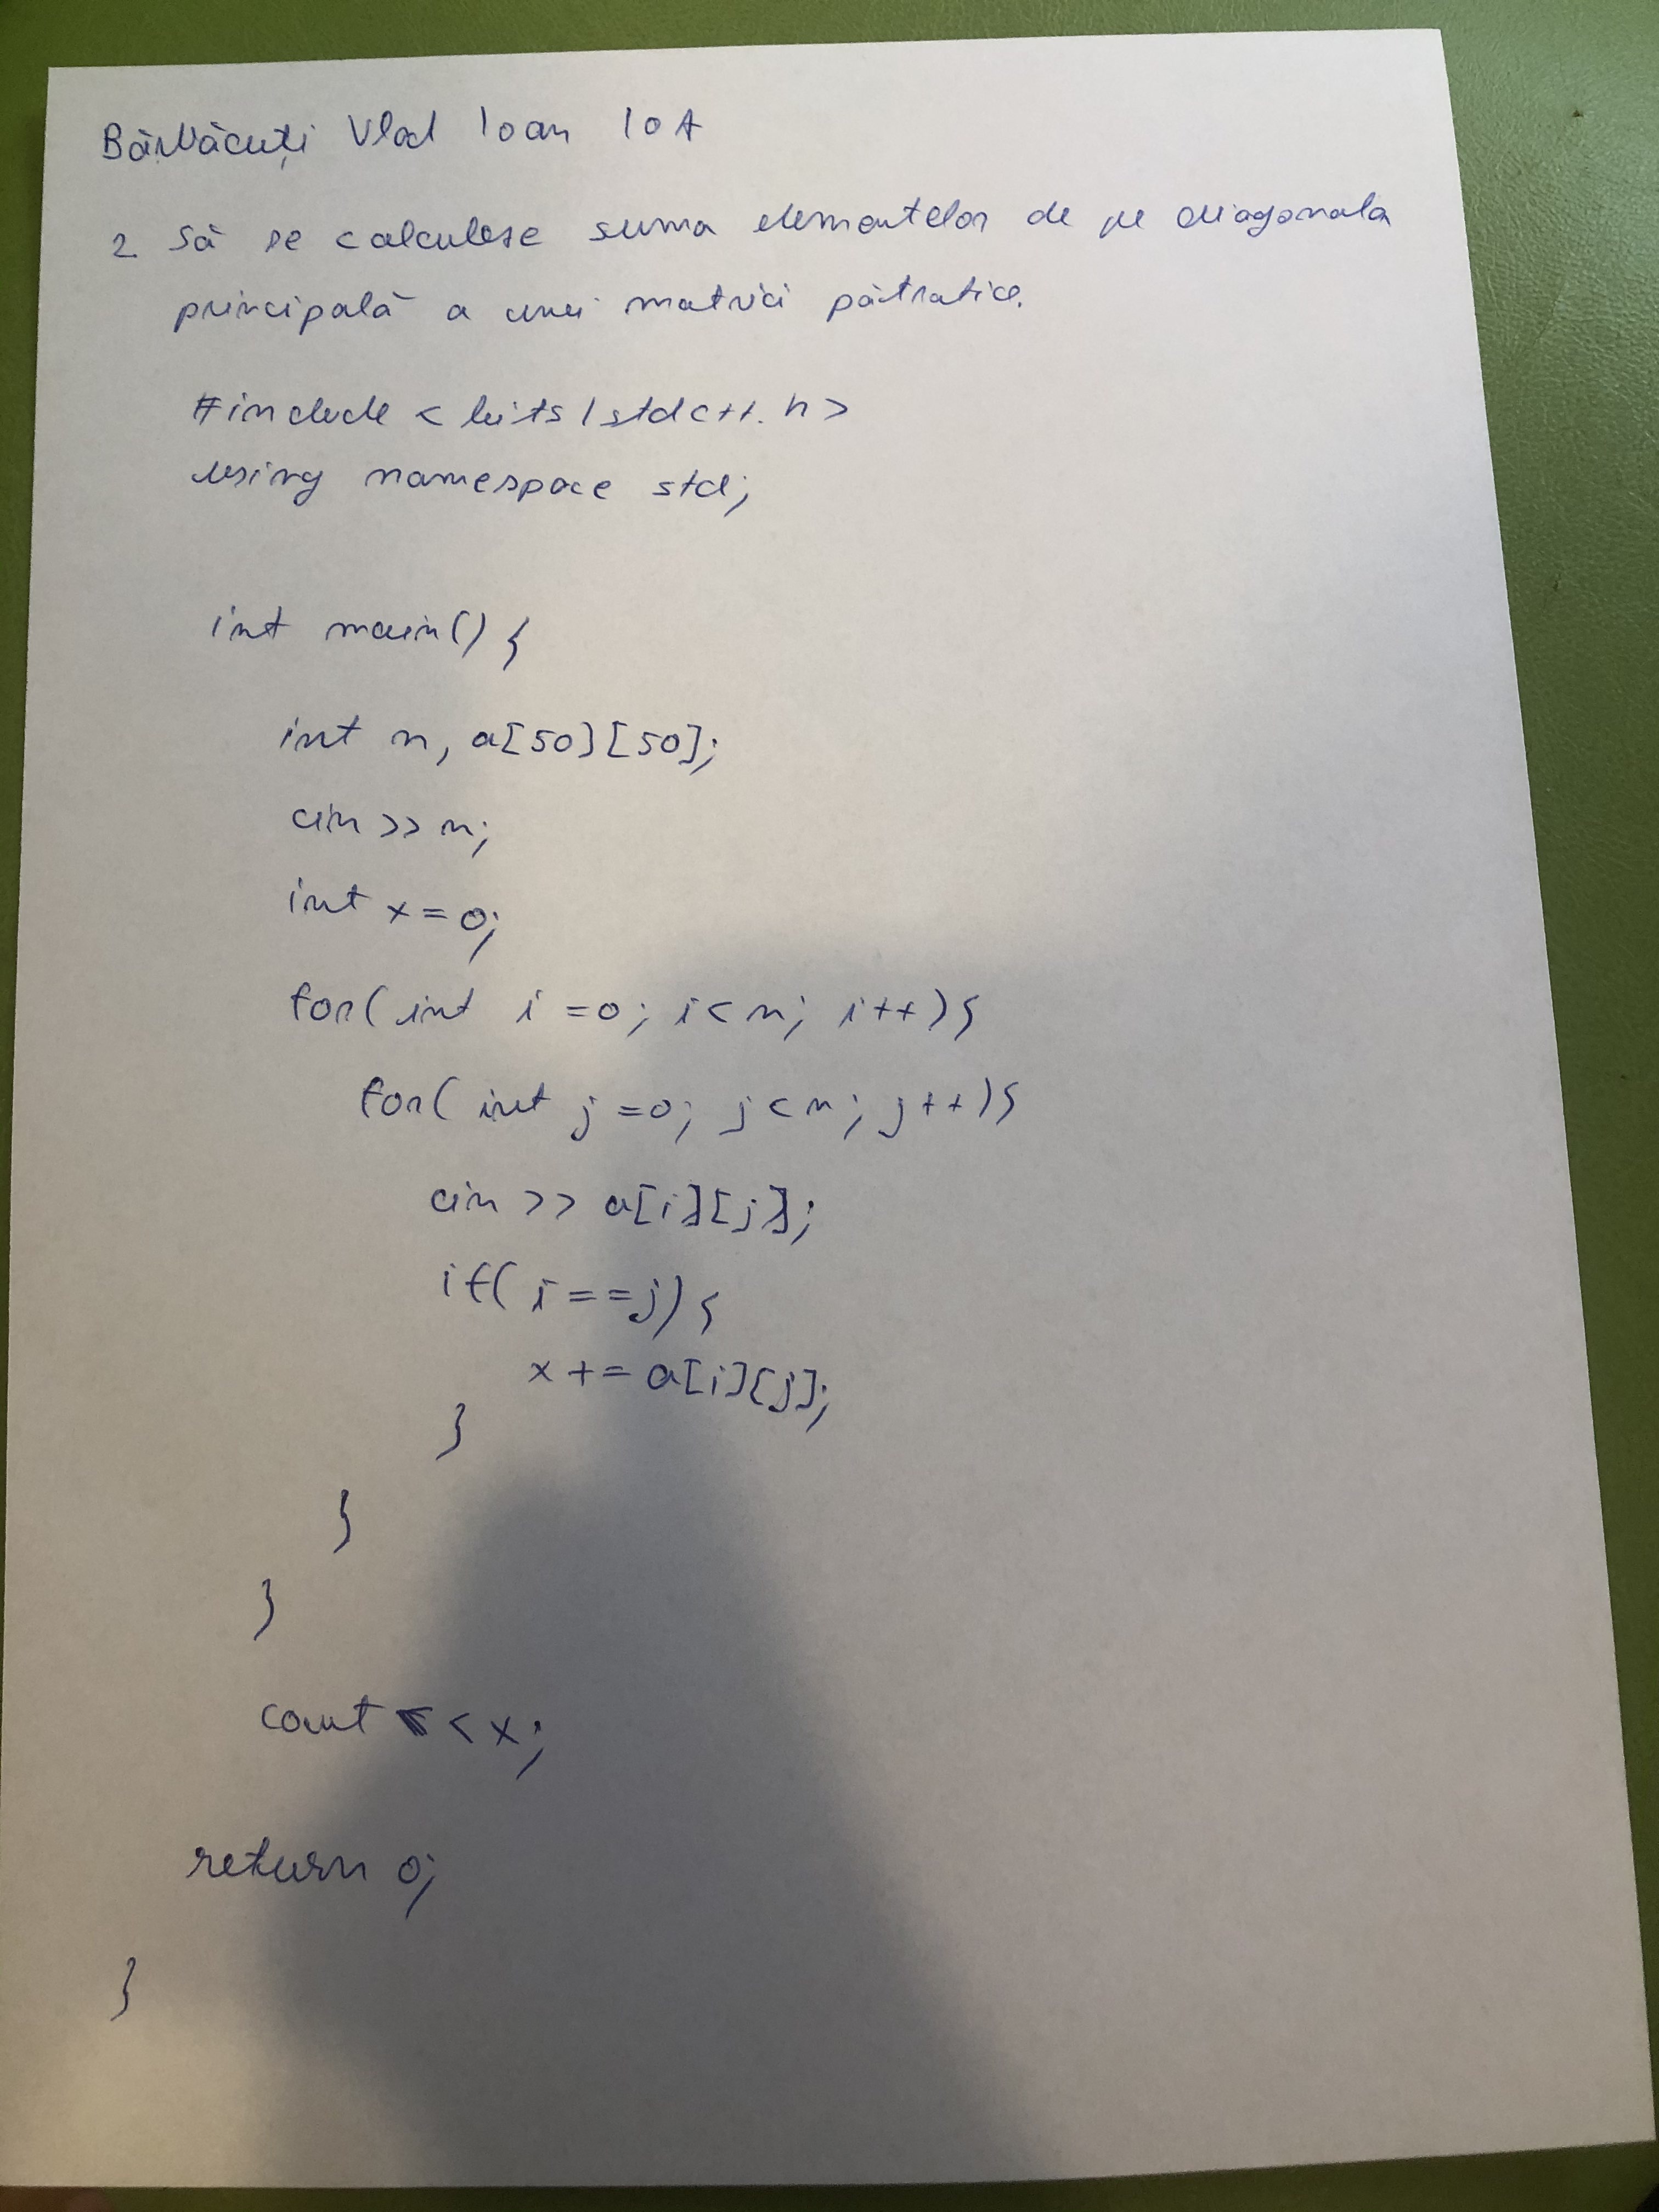 Bărbăcuți Vlad Ioan 10A
2 Să se calculese suma elementelor de pe diagonala
principală a unei matrici pătratice.
#include <bits/stdc++.h>
using namespace std;
int main(){
int n, a[50][50];
cin >> n;
int x = 0;
for( int i = 0; i < n; i++){
for( int j = 0; j < n; j++){
cin >> a[i][j];
if( i == j){
x += a[i][j];
}
}
}
cout << x;
return 0;
}